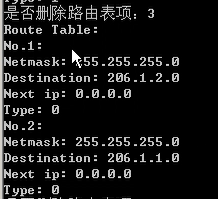 是否删除路由表项：3
Route Table:
No.1:
Netmask: 255.255.255.0
Destination: 206.1.2.0
Next ip: 0.0.0.0
Type: 0
No.2:
Netmask: 255.255.255.0
Destination: 206.1.1.0
Next ip: 0.0.0.0
Type: 0